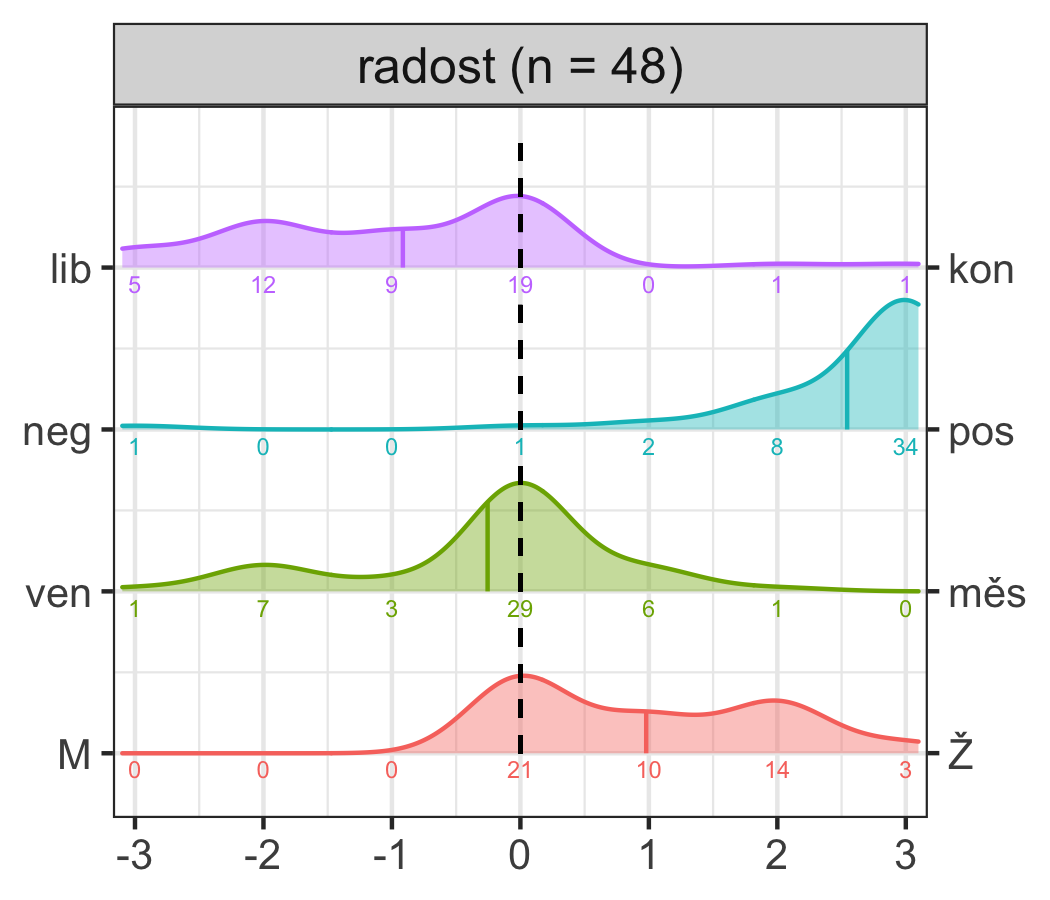 radost (n = 48)
lib kon
5 12 9 19 0 1 1
neg pos
1 0 0 1 2 8 34
ven měs
1 7 3 29 6 1 0
M Ž
0 0 0 21 10 14 3
-3 -2 -1 0 1 2 3